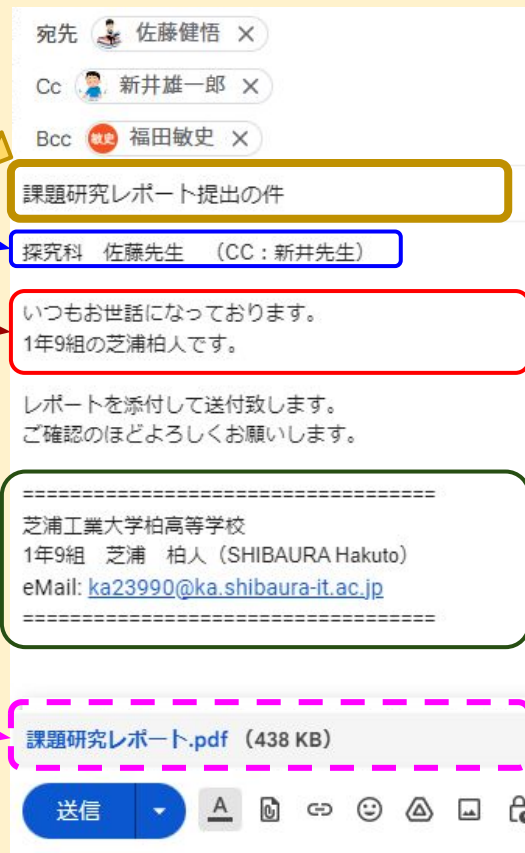 宛先 佐藤健悟 ×
Cc 新井雄一郎 ×
Bcc 敏史 福田敏史 ×
課題研究レポート提出の件
探究科　佐藤先生　（CC：新井先生）
いつもお世話になっております。
1年9組の芝浦柏人です。
レポートを添付して送付致します。
ご確認のほどよろしくお願いします。
===================================
芝浦工業大学柏高等学校
1年9組　芝浦　柏人（SHIBAURA Hakuto）
eMail: ka23990@ka.shibaura-it.ac.jp
===================================
課題研究レポート.pdf（438 KB）
送信 A